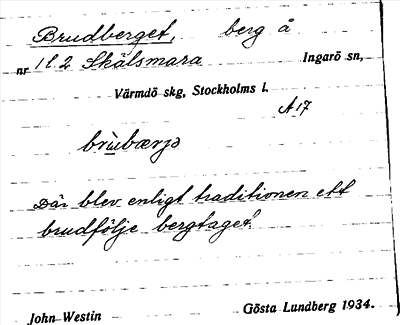 Brudberget, berg å
nr 1 l. 2 Skälsmara Ingarö sn,
Värmdö skg, Stockholms l.
A 17
brùbærjə
Där blev enligt traditionen ett
brudfölje "bergtaget".
John Westin Gösta Lundberg 1934.